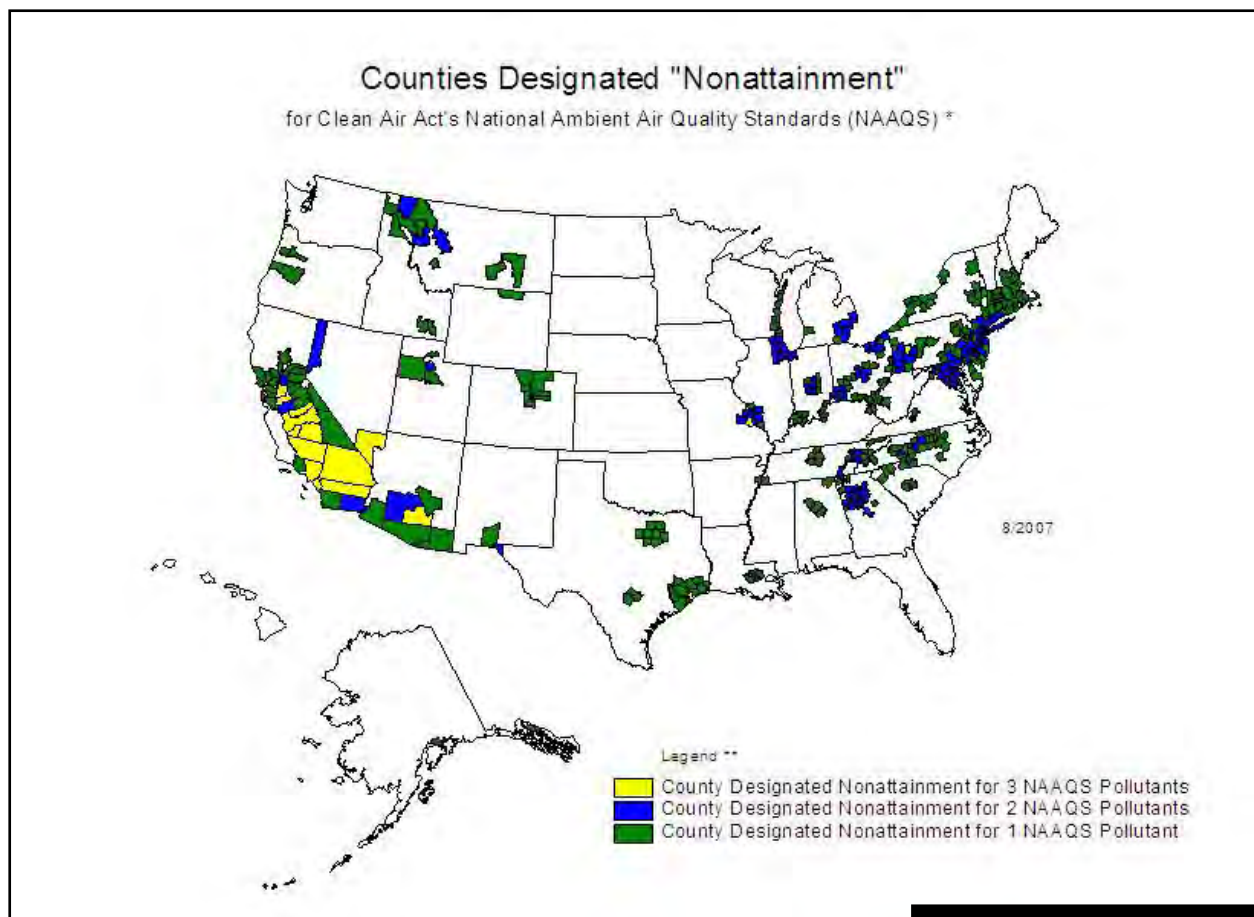 Counties Designated "Nonattainment"
for Clean Air Act's National Ambient Air Quality Standards (NAAQS) *
8/2007
Legend **
County Designated Nonattainment for 3 NAAQS Pollutants
County Designated Nonattainment for 2 NAAQS Pollutants
County Designated Nonattainment for 1 NAAQS Pollutant